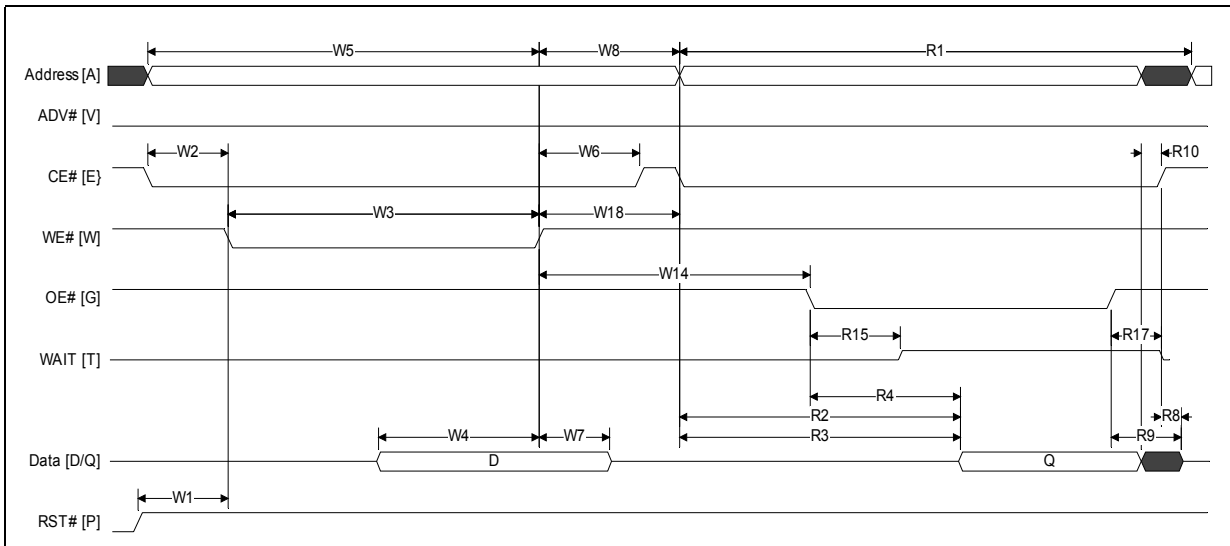 W5 W8 R1
Address [A]
ADV# [V]
W2 W6 R10
CE# [E}
W3 W18
WE# [W]
W14
OE# [G]
R15 R17
WAIT [T]
R4
R2 R8
W4 W7 R3 R9
Data [D/Q] D Q
W1
RST# [P]